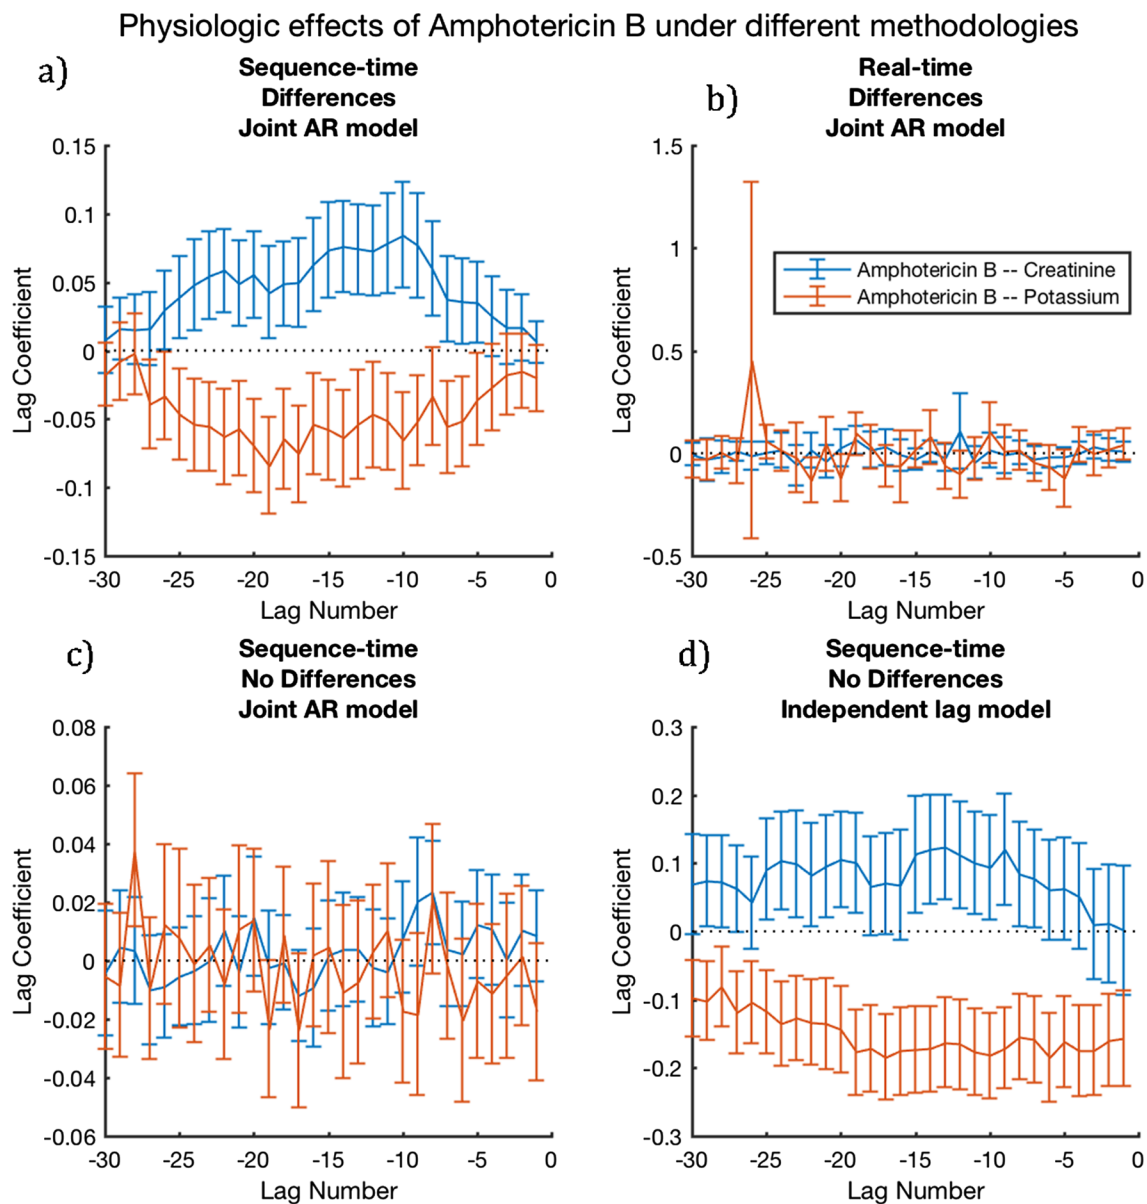 Physiologic effects of Amphotericin B under different methodologies
a)
Sequence-time
Differences
Joint AR model
0.15
0.1
0.05
0
-0.05
-0.1
-0.15
Lag Coefficient
-30
-25
-20
-15
-10
-5
0
Lag Number
b)
Real-time
Differences
Joint AR model
1.5
1
0.5
0
-0.5
Lag Coefficient
Amphotericin B -- Creatinine
Amphotericin B -- Potassium
-30
-25
-20
-15
-10
-5
0
Lag Number
c)
Sequence-time
No Differences
Joint AR model
0.08
0.06
0.04
0.02
0
-0.02
-0.04
-0.06
Lag Coefficient
-30
-25
-20
-15
-10
-5
0
Lag Number
d)
Sequence-time
No Differences
Independent lag model
0.3
0.2
0.1
0
-0.1
-0.2
-0.3
Lag Coefficient
-30
-25
-20
-15
-10
-5
0
Lag Number